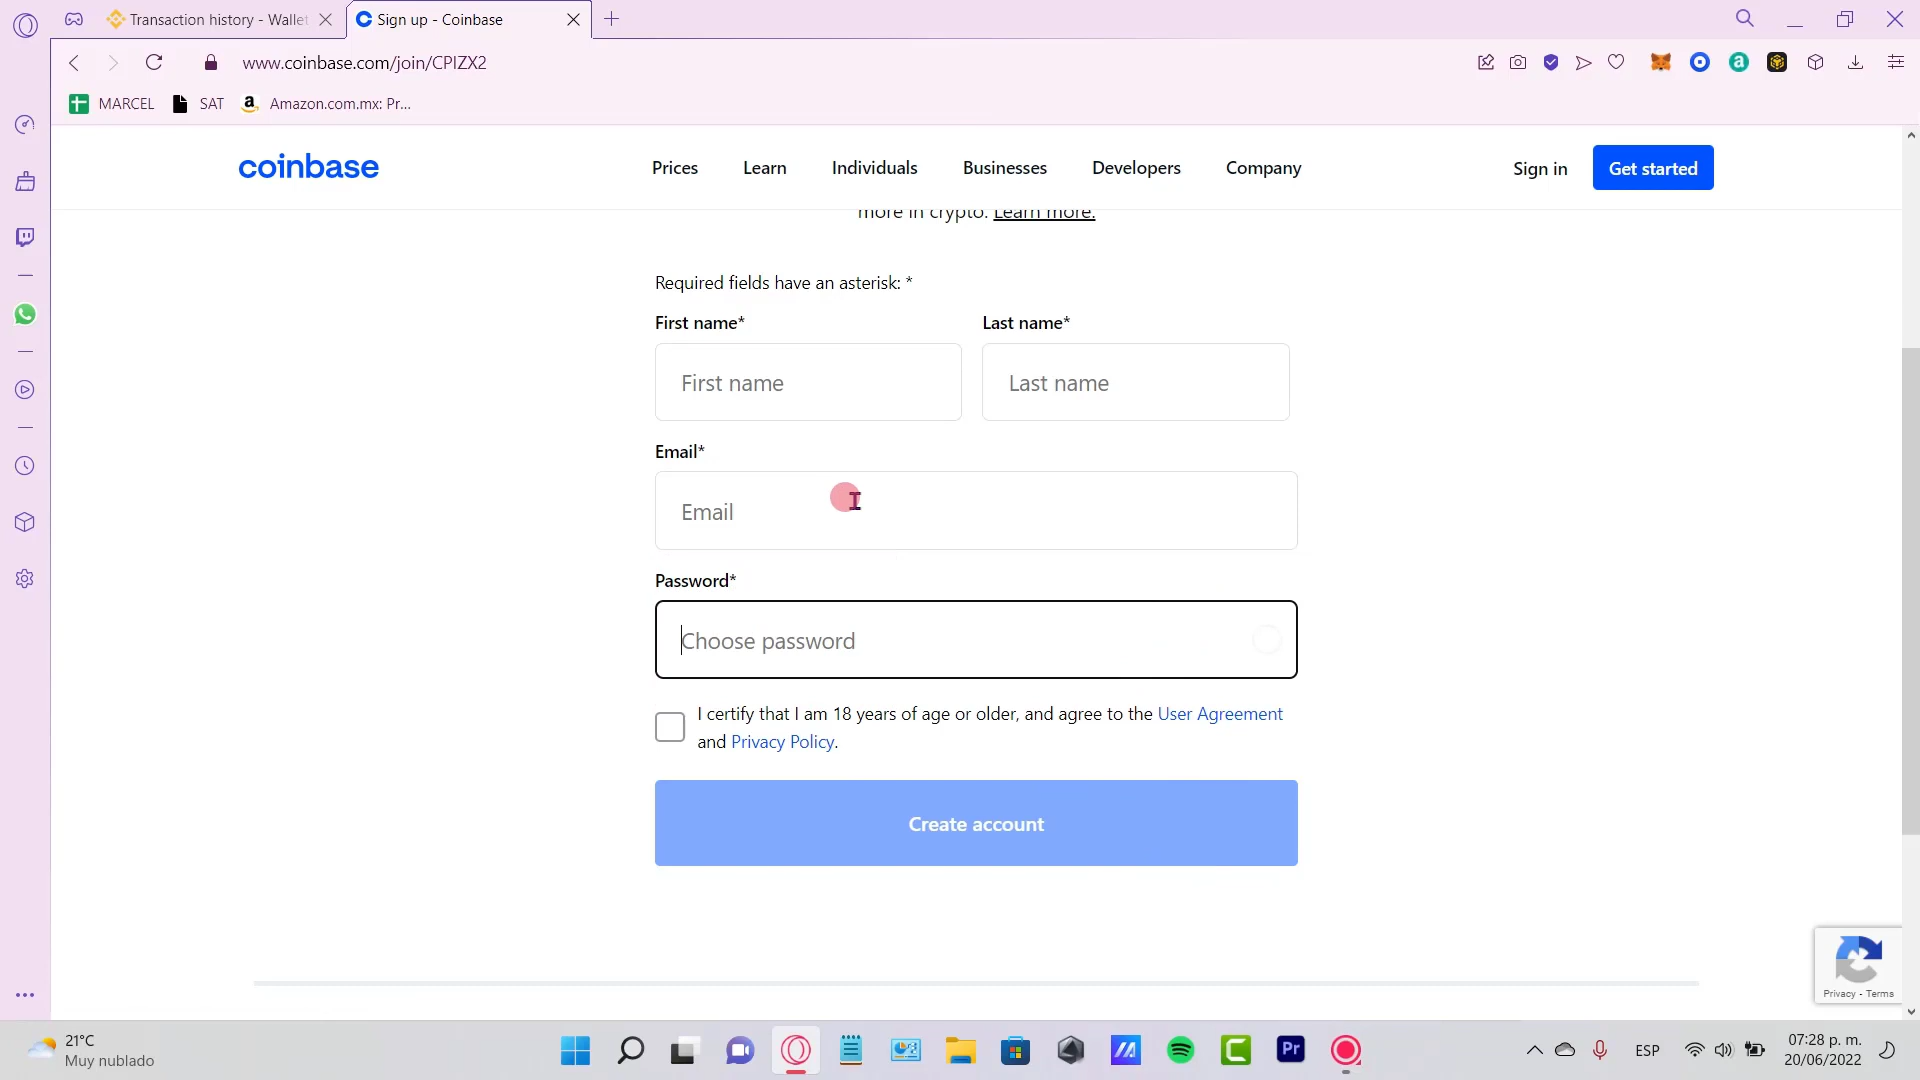 Transaction history - Walle
Sign up - Coinbase
www.coinbase.com/join/CPIZX2
MARCEL
SAT
Amazon.com.mx: Pr...
coinbase
Prices
Learn
Individuals
Businesses
Developers
Company
Sign in
Get started
more in crypto. Learn more.
Required fields have an asterisk: *
First name*
Last name*
First name
Last name
Email*
Email
Password*
Choose password
I certify that I am 18 years of age or older, and agree to the User Agreement
and Privacy Policy.
Create account
Privacy - Terms
21°C
Muy nublado
Pr
ESP
07:28 p. m.
20/06/2022